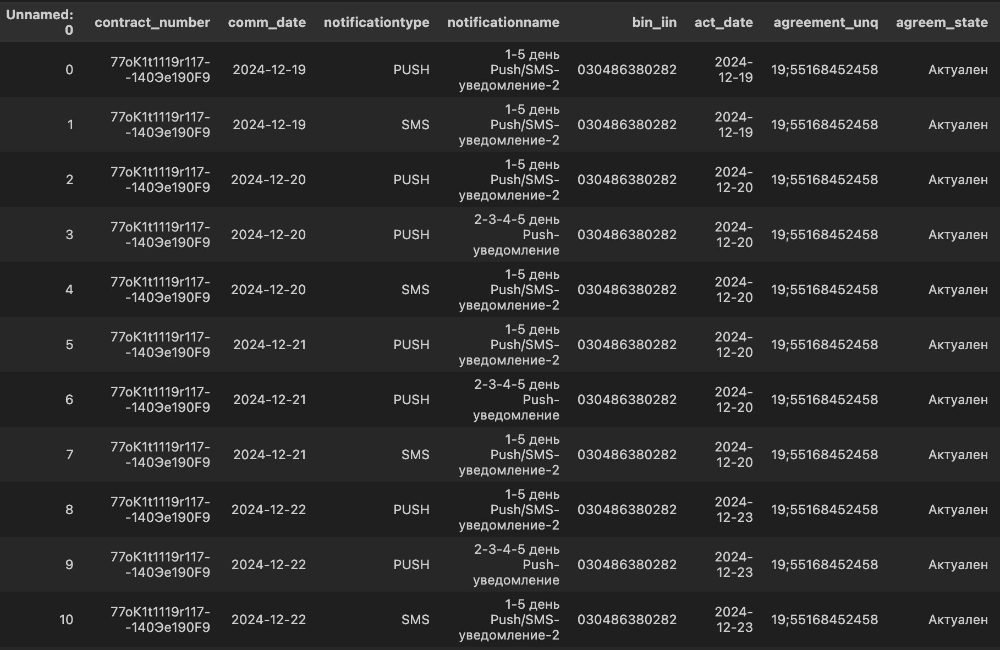 Unnamed: 0 contract_number comm_date notificationtype notificationname bin_iin act_date agreement_unq agreem_state
0 77oK1t1119r117--140Эe190F9 2024-12-19 PUSH 1-5 день Push/SMS-уведомление-2 030486380282 2024-12-19 19;55168452458 Актуален
1 77oK1t1119r117--140Эe190F9 2024-12-19 SMS 1-5 день Push/SMS-уведомление-2 030486380282 2024-12-19 19;55168452458 Актуален
2 77oK1t1119r117--140Эe190F9 2024-12-20 PUSH 1-5 день Push/SMS-уведомление-2 030486380282 2024-12-20 19;55168452458 Актуален
3 77oK1t1119r117--140Эe190F9 2024-12-20 PUSH 2-3-4-5 день Push-уведомление 030486380282 2024-12-20 19;55168452458 Актуален
4 77oK1t1119r117--140Эe190F9 2024-12-20 SMS 1-5 день Push/SMS-уведомление-2 030486380282 2024-12-20 19;55168452458 Актуален
5 77oK1t1119r117--140Эe190F9 2024-12-21 PUSH 1-5 день Push/SMS-уведомление-2 030486380282 2024-12-20 19;55168452458 Актуален
6 77oK1t1119r117--140Эe190F9 2024-12-21 PUSH 2-3-4-5 день Push-уведомление 030486380282 2024-12-20 19;55168452458 Актуален
7 77oK1t1119r117--140Эe190F9 2024-12-21 SMS 1-5 день Push/SMS-уведомление-2 030486380282 2024-12-20 19;55168452458 Актуален
8 77oK1t1119r117--140Эe190F9 2024-12-22 PUSH 1-5 день Push/SMS-уведомление-2 030486380282 2024-12-23 19;55168452458 Актуален
9 77oK1t1119r117--140Эe190F9 2024-12-22 PUSH 2-3-4-5 день Push-уведомление 030486380282 2024-12-23 19;55168452458 Актуален
10 77oK1t1119r117--140Эe190F9 2024-12-22 SMS 1-5 день Push/SMS-уведомление-2 030486380282 2024-12-23 19;55168452458 Актуален